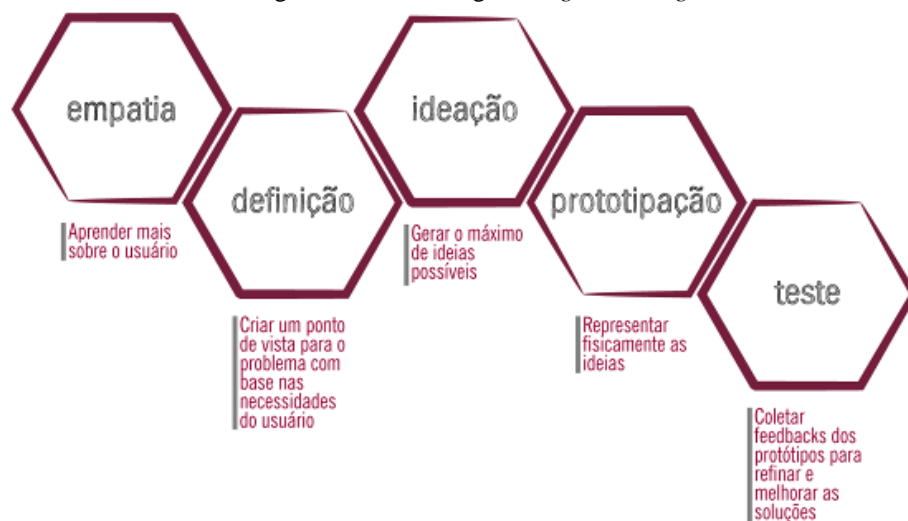 empatia
Aprender mais
sobre o usuário
definição
Criar um ponto
de vista para o
problema com
base nas
necessidades
do usuário
ideação
Gerar o máximo
de ideias
possíveis
prototipação
Representar
fisicamente as
ideias
teste
Coletar
feedbacks dos
protótipos para
refinar e
melhorar as
soluções